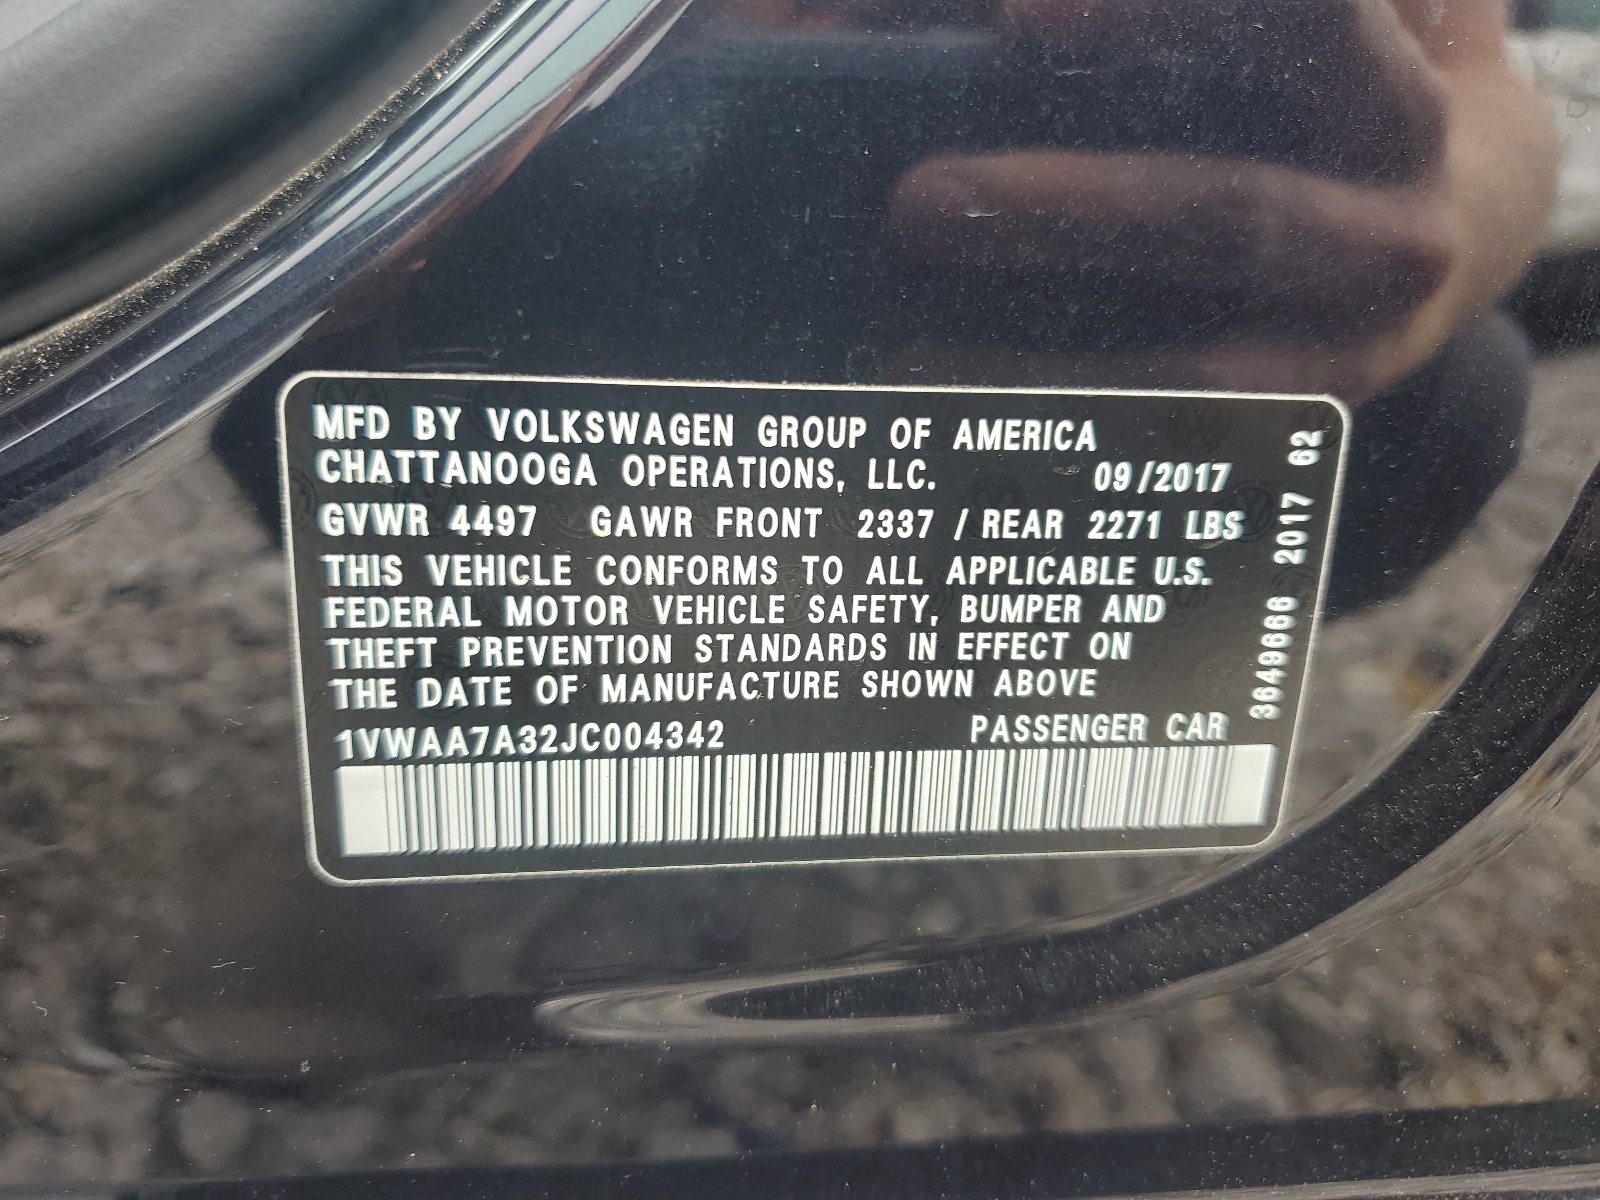 MFD BY VOLKSWAGEN GROUP OF AMERICA
CHATTANOOGA OPERATIONS, LLC. 09/2017
GVWR 4497 GAWR FRONT 2337 / REAR 2271 LBS
THIS VEHICLE CONFORMS TO ALL APPLICABLE U.S.
FEDERAL MOTOR VEHICLE SAFETY, BUMPER AND
THEFT PREVENTION STANDARDS IN EFFECT ON
THE DATE OF MANUFACTURE SHOWN ABOVE
1VWAA7A32JC004342 PASSENGER CAR
3649666 2017 62